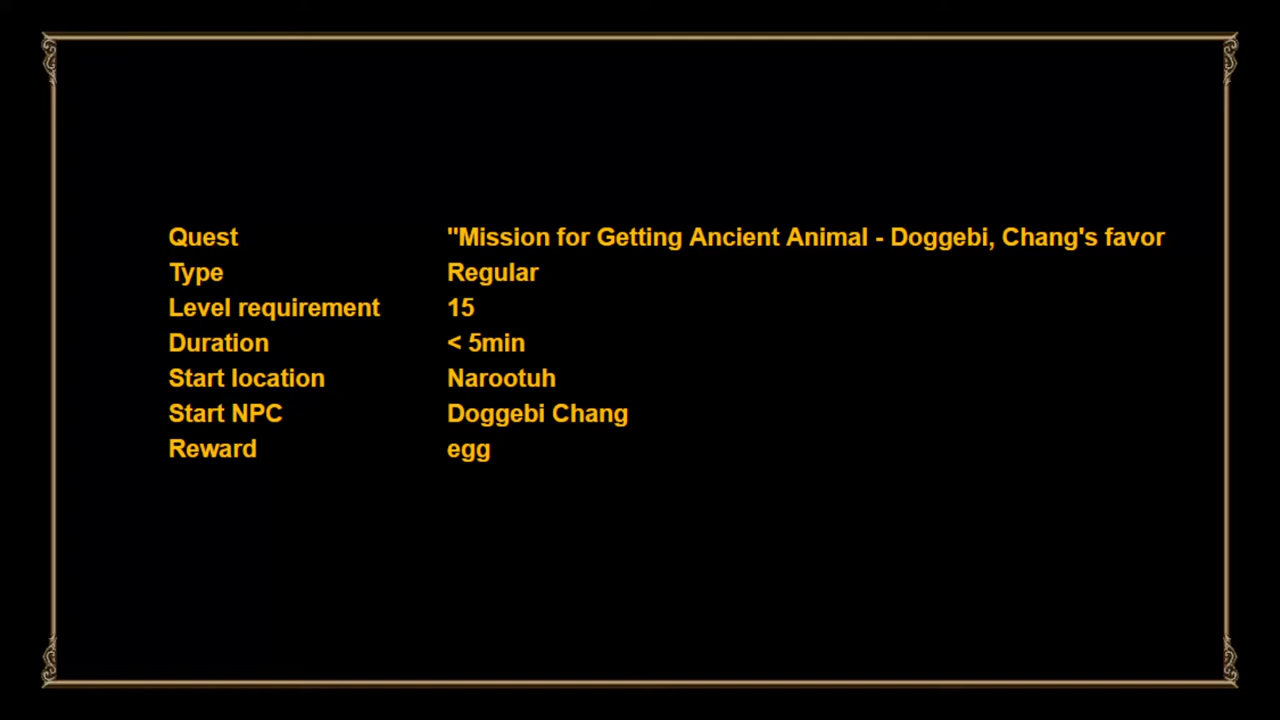 Quest "Mission for Getting Ancient Animal - Doggebi, Chang's favor
Type Regular
Level requirement 15
Duration < 5min
Start location Narootuh
Start NPC Doggebi Chang
Reward egg